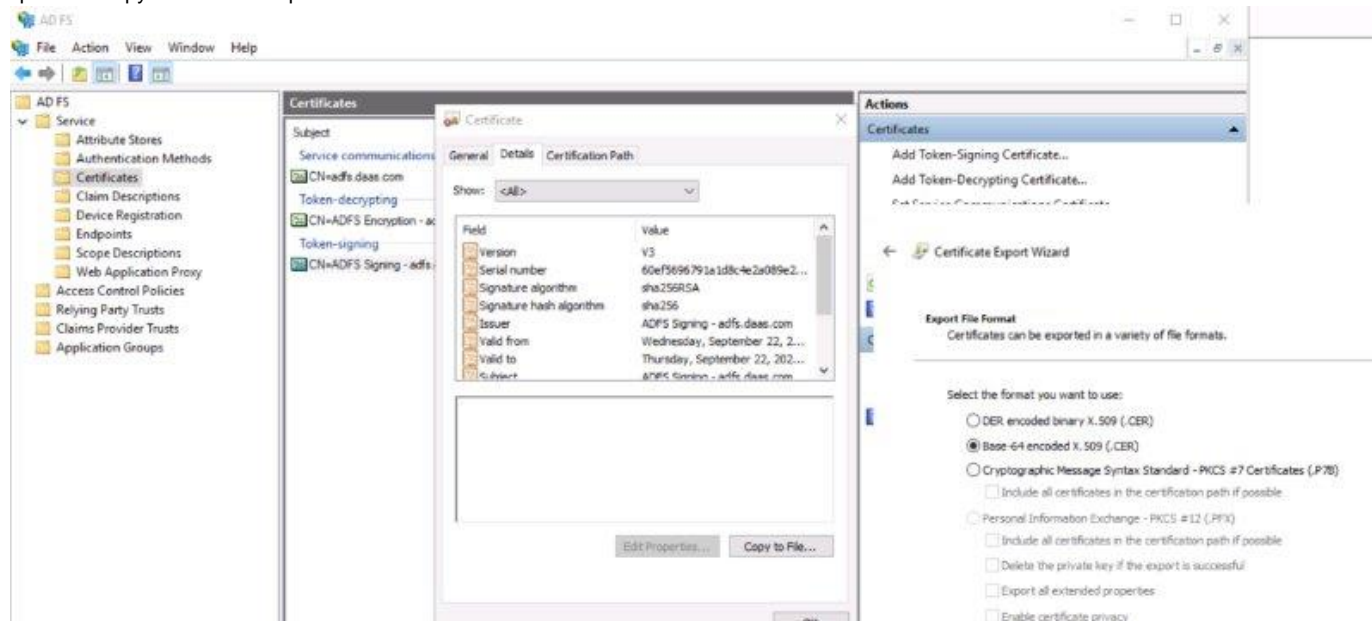 AD FS
File Action View Window Help
AD FS
Service
Attribute Stores
Authentication Methods
Certificates
Claim Descriptions
Device Registration
Endpoints
Scope Descriptions
Web Application Proxy
Access Control Policies
Relying Party Trusts
Claims Provider Trusts
Application Groups
Certificates
Subject
Service communications
CN=adfs.daas.com
Token-decrypting
CN=ADFS Encryption - ad
Token-signing
CN=ADFS Signing - adfs.
Certificate
General Details Certification Path
Show: <All>
Field Value
Version V3
Serial number 60ef5696791a1d8c4e2a089e2...
Signature algorithm sha256RSA
Signature hash algorithm sha256
Issuer ADFS Signing - adfs.daas.com
Valid from Wednesday, September 22, 2...
Valid to Thursday, September 22, 202...
Subject ADFS Signing - adfs.daas.com
Edit Properties... Copy to File...
OK
Actions
Certificates
Add Token-Signing Certificate...
Add Token-Decrypting Certificate...
Set Service Communications Certificate
Certificate Export Wizard
Export File Format
Certificates can be exported in a variety of file formats.
Select the format you want to use:
DER encoded binary X.509 (.CER)
Base-64 encoded X.509 (.CER)
Cryptographic Message Syntax Standard - PKCS #7 Certificates (.P7B)
Include all certificates in the certification path if possible
Personal Information Exchange - PKCS #12 (.PFX)
Include all certificates in the certification path if possible
Delete the private key if the export is successful
Export all extended properties
Enable certificate privacy